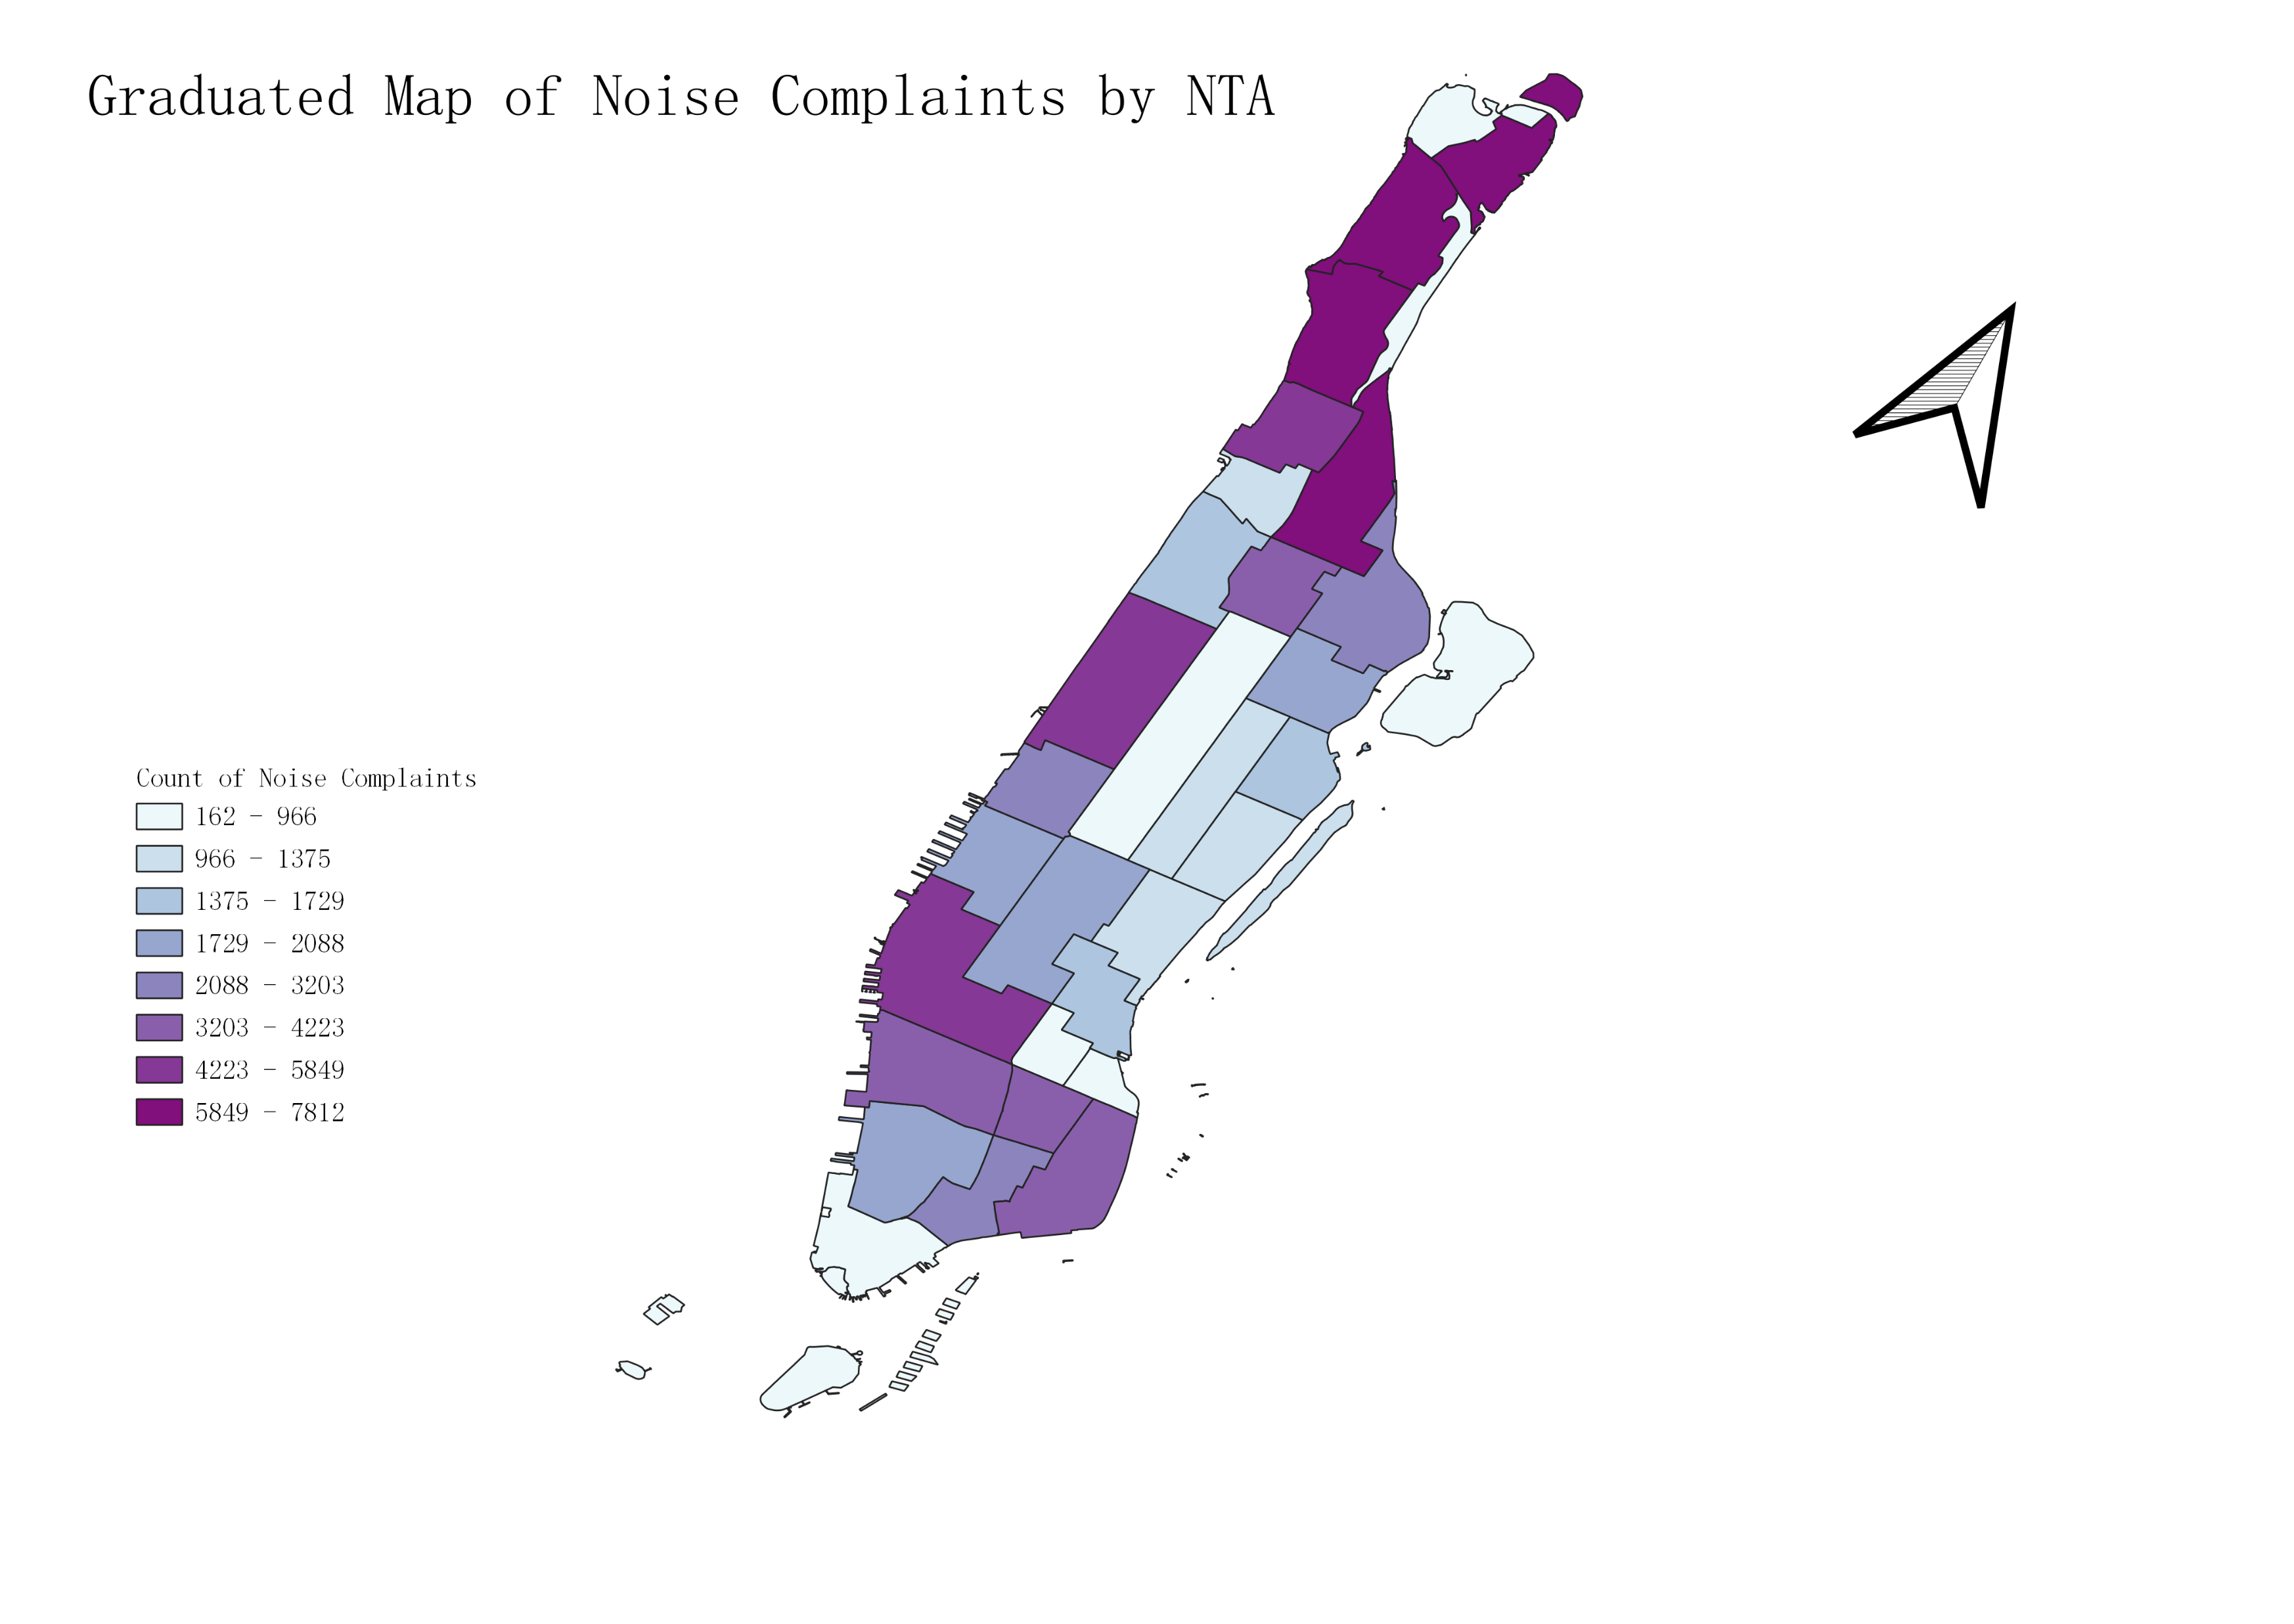 Graduated Map of Noise Complaints by NTA
Count of Noise Complaints
162 - 966
966 - 1375
1375 - 1729
1729 - 2088
2088 - 3203
3203 - 4223
4223 - 5849
5849 - 7812